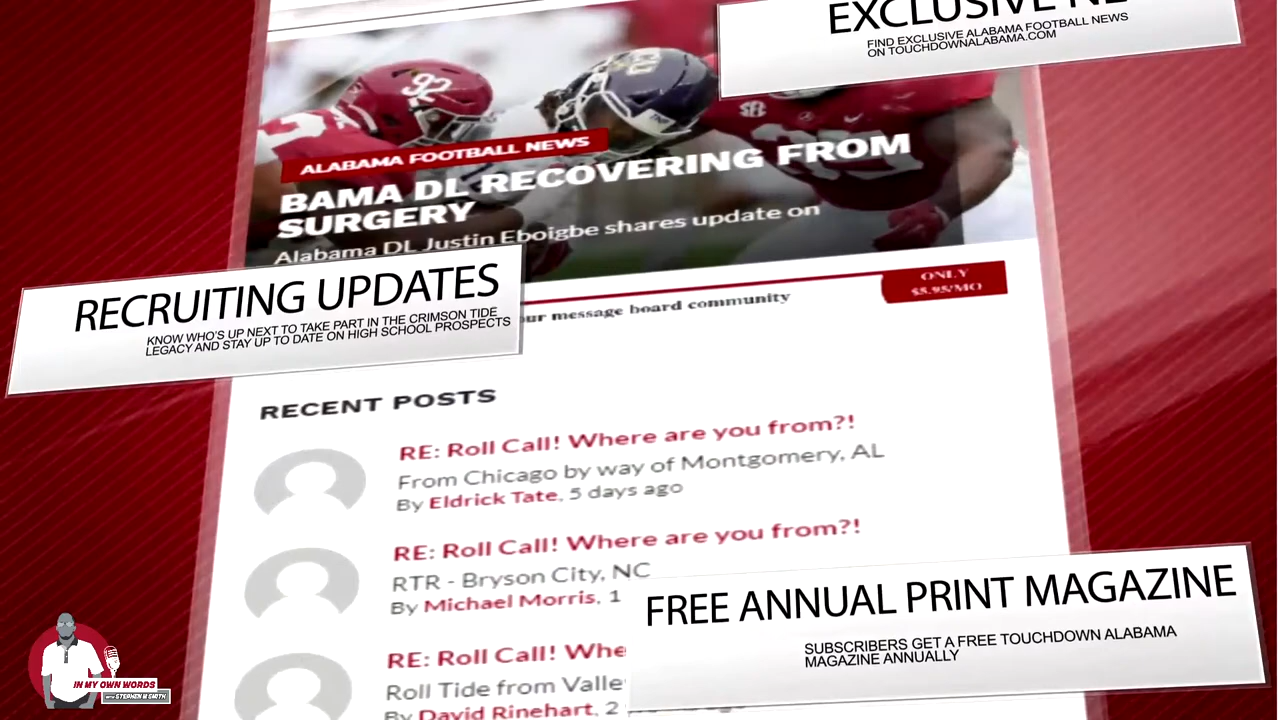 EXCLUSIVE NE
FIND EXCLUSIVE ALABAMA FOOTBALL NEWS
ON TOUCHDOWNALABAMA.COM
92
ALABAMA FOOTBALL NEWS
BAMA DL RECOVERING FROM
SURGERY
Alabama DL Justin Eboigbe shares update on
ONLY
$5.95/MO
ur message board community
RECRUITING UPDATES
KNOW WHO'S UP NEXT TO TAKE PART IN THE CRIMSON TIDE
LEGACY AND STAY UP TO DATE ON HIGH SCHOOL PROSPECTS
RECENT POSTS
RE: Roll Call! Where are you from?!
From Chicago by way of Montgomery, AL
By Eldrick Tate, 5 days ago
RE: Roll Call! Where are you from?!
RTR - Bryson City, NC
By Michael Morris, 1
RE: Roll Call! Whe
Roll Tide from Valle
By David Rinehart, 2
FREE ANNUAL PRINT MAGAZINE
SUBSCRIBERS GET A FREE TOUCHDOWN ALABAMA
MAGAZINE ANNUALLY
IN MY OWN WORDS
WITH STEPHEN M SMITH